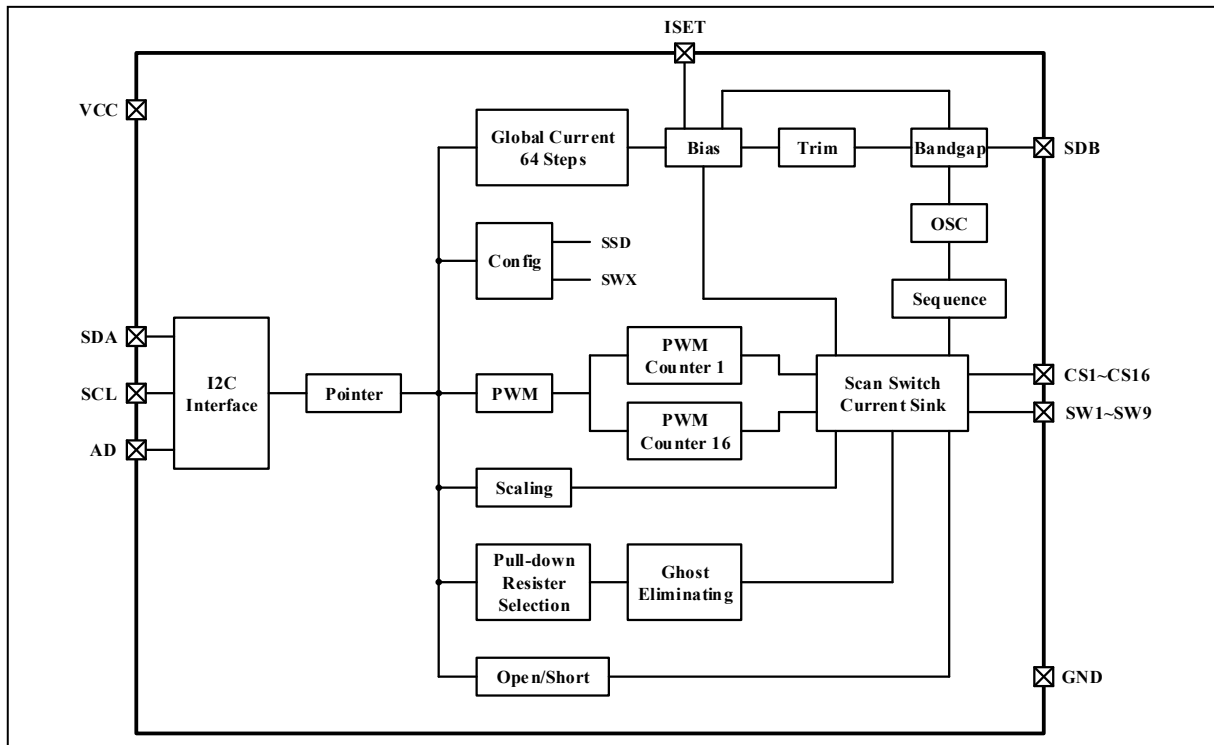 ISET
VCC
Global Current
64 Steps
Bias
Trim
Bandgap
SDB
OSC
Config
SSD
SWX
Sequence
SDA
SCL
AD
I2C
Interface
Pointer
PWM
PWM
Counter 1
PWM
Counter 16
Scan Switch
Current Sink
CS1~CS16
SW1~SW9
Scaling
Pull-down
Resister
Selection
Ghost
Eliminating
Open/Short
GND